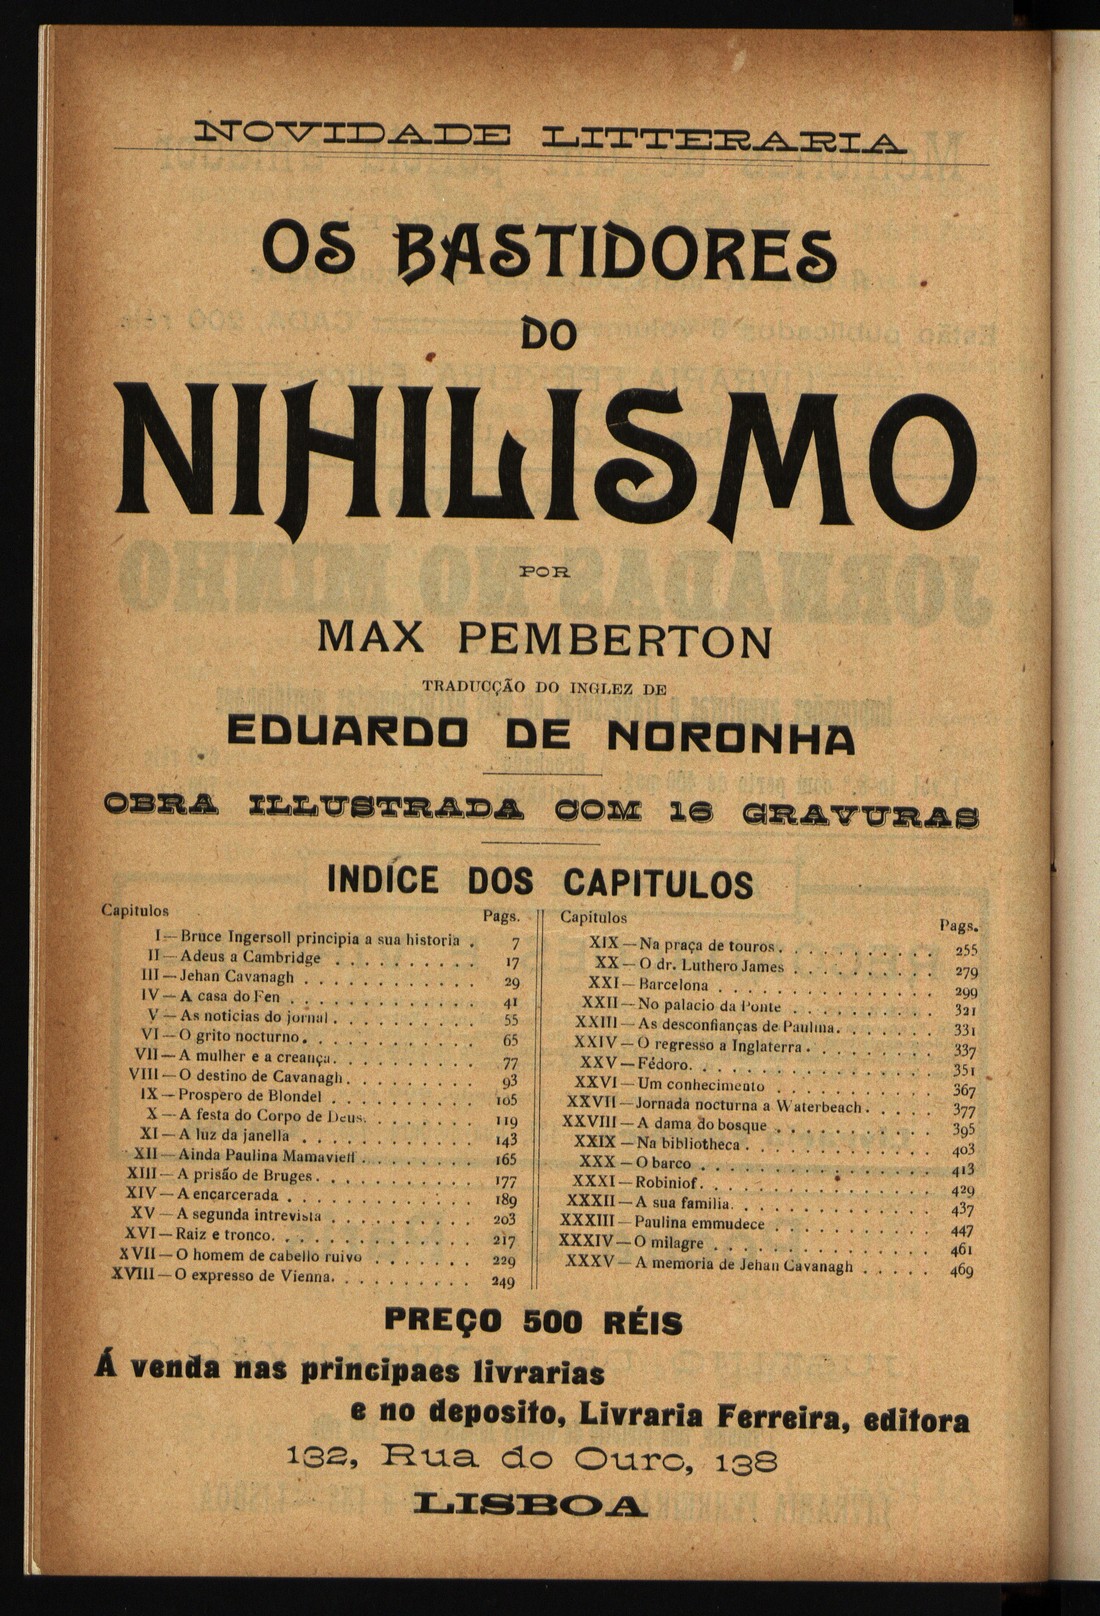 NOVIDADE LITTERARIA
OS BASTIDORES
DO
NIHILISMO
POR
MAX PEMBERTON
TRADUCÇÃO DO INGLEZ DE
EDUARDO DE NORONHA
OBRA ILLUSTRADA COM 16 GRAVURAS
INDÍCE DOS CAPITULOS
Capitulos Pags.
I—Bruce Ingersoll principia a sua historia . 7
II—Adeus a Cambridge . . . . . . . . . . 17
III—Jehan Cavanagh . . . . . . . . . . . . 29
IV—A casa do Fen . . . . . . . . . . . . . 41
V—As noticias do jornal . . . . . . . . . . 55
VI—O grito nocturno . . . . . . . . . . . . 65
VII—A mulher e a creança . . . . . . . . . . 77
VIII—O destino de Cavanagh . . . . . . . . . 93
IX—Prospero de Blondel . . . . . . . . . . 105
X—A festa do Corpo de Deus . . . . . . . . 119
XI—A luz da janella . . . . . . . . . . . . 143
XII—Ainda Paulina Mamavieff . . . . . . . . 165
XIII—A prisão de Bruges . . . . . . . . . . . 177
XIV—A encarcerada . . . . . . . . . . . . . 189
XV—A segunda intrevista . . . . . . . . . . 203
XVI—Raiz e tronco . . . . . . . . . . . . . 217
XVII—O homem de cabello ruivo . . . . . . . 229
XVIII—O expresso de Vienna . . . . . . . . . . 249
Capitulos Pags.
XIX—Na praça de touros . . . . . . . . . . 255
XX—O dr. Luthero James . . . . . . . . . . 279
XXI—Barcelona . . . . . . . . . . . . . . . 299
XXII—No palacio da Ponte . . . . . . . . . . 321
XXIII—As desconfianças de Paulina . . . . . . . 331
XXIV—O regresso a Inglaterra . . . . . . . . . 337
XXV—Fédoro . . . . . . . . . . . . . . . . 351
XXVI—Um conhecimento . . . . . . . . . . . 367
XXVII—Jornada nocturna a Waterbeach . . . . . 377
XXVIII—A dama do bosque . . . . . . . . . . . 395
XXIX—Na bibliotheca . . . . . . . . . . . . . 403
XXX—O barco . . . . . . . . . . . . . . . . 413
XXXI—Robiniof . . . . . . . . . . . . . . . 429
XXXII—A sua familia . . . . . . . . . . . . . 437
XXXIII—Paulina emmudece . . . . . . . . . . . 447
XXXIV—O milagre . . . . . . . . . . . . . . . 461
XXXV—A memoria de Jehan Cavanagh . . . . . 469
PREÇO 500 RÉIS
Á venda nas principaes livrarias
e no deposito, Livraria Ferreira, editora
132, Rua do Ouro, 138
LISBOA